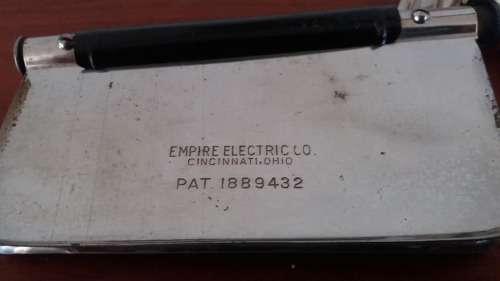 EMPIRE ELECTRIC CO.
CINCINNATI.OHIO
PAT. 1889432